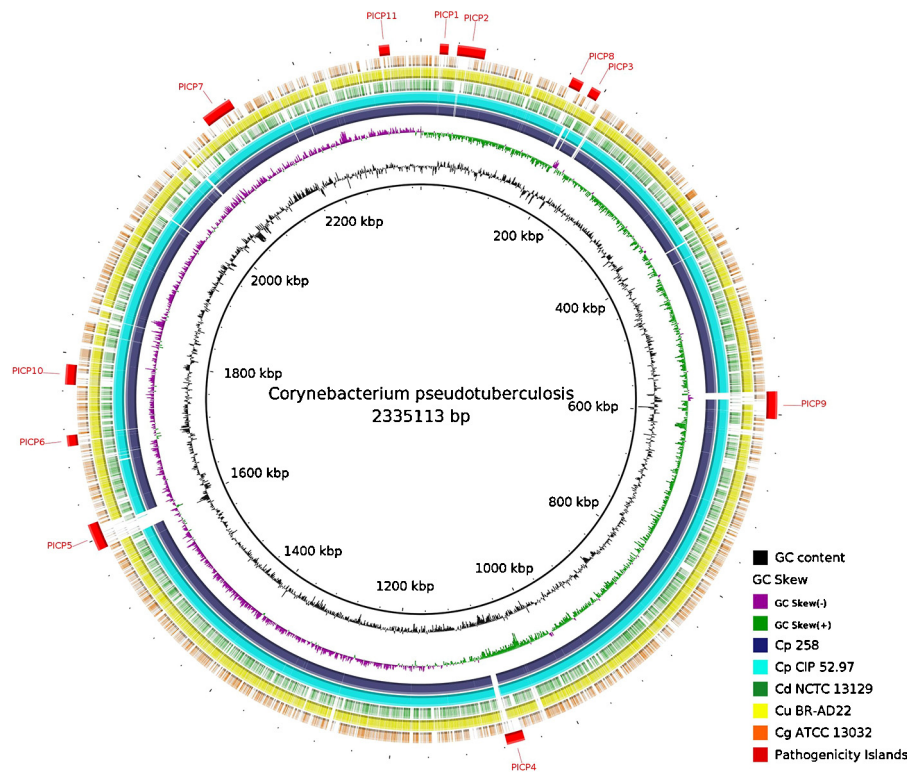 PICP11
PICP1
PICP2
PICP8
PICP3
PICP7
2200 kbp
200 kbp
2000 kbp
400 kbp
PICP10
1800 kbp
Corynebacterium pseudotuberculosis
600 kbp
PICP9
2335113 bp
PICP6
1600 kbp
800 kbp
PICP5
1400 kbp
1000 kbp
1200 kbp
PICP4
GC content
GC Skew
GC Skew(-)
GC Skew(+)
Cp 258
Cp CIP 52.97
Cd NCTC 13129
Cu BR-AD22
Cg ATCC 13032
Pathogenicity Islands